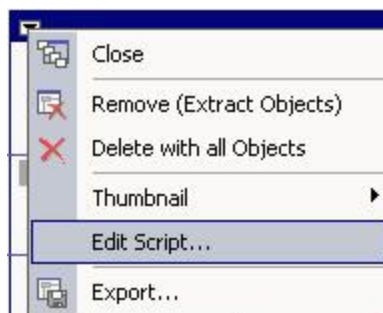 Close
Remove (Extract Objects)
Delete with all Objects
Thumbnail
Edit Script...
Export...